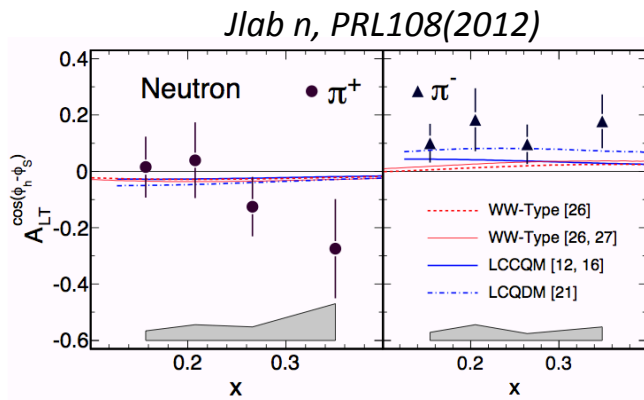 Jlab n, PRL108(2012)
Neutron
π+
π-
A_LT^cos(ϕh-ϕS)
0.4
0.2
0
-0.2
-0.4
-0.6
WW-Type [26]
WW-Type [26, 27]
LCCQM [12, 16]
LCQDM [21]
0.2 0.3 0.2 0.3
x x